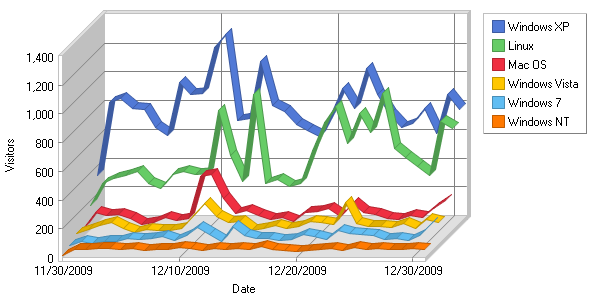 1,400
1,200
1,000
800
600
400
200
0
Visitors
11/30/2009
12/10/2009
12/20/2009
12/30/2009
Date
Windows XP
Linux
Mac OS
Windows Vista
Windows 7
Windows NT